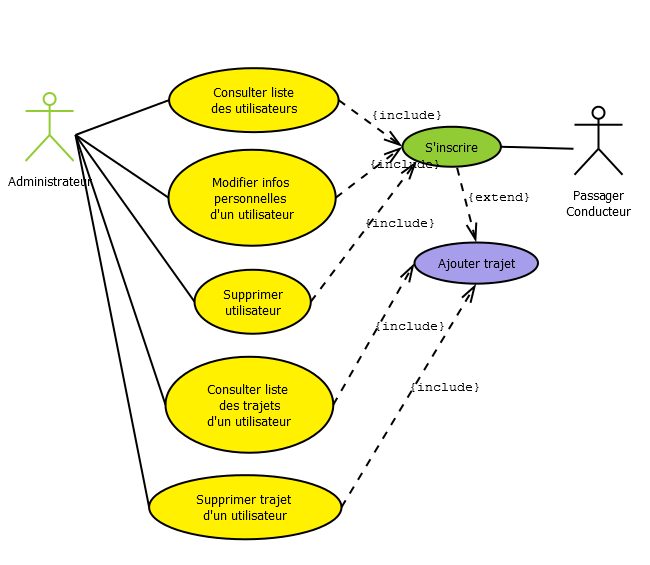 Consulter liste
des utilisateurs
{include}
S'inscrire
{include}
Administrateur
Modifier infos
personnelles
d'un utilisateur
Passager
Conducteur
{extend}
{include}
Ajouter trajet
Supprimer
utilisateur
{include}
Consulter liste
des trajets
d'un utilisateur
{include}
Supprimer trajet
d'un utilisateur